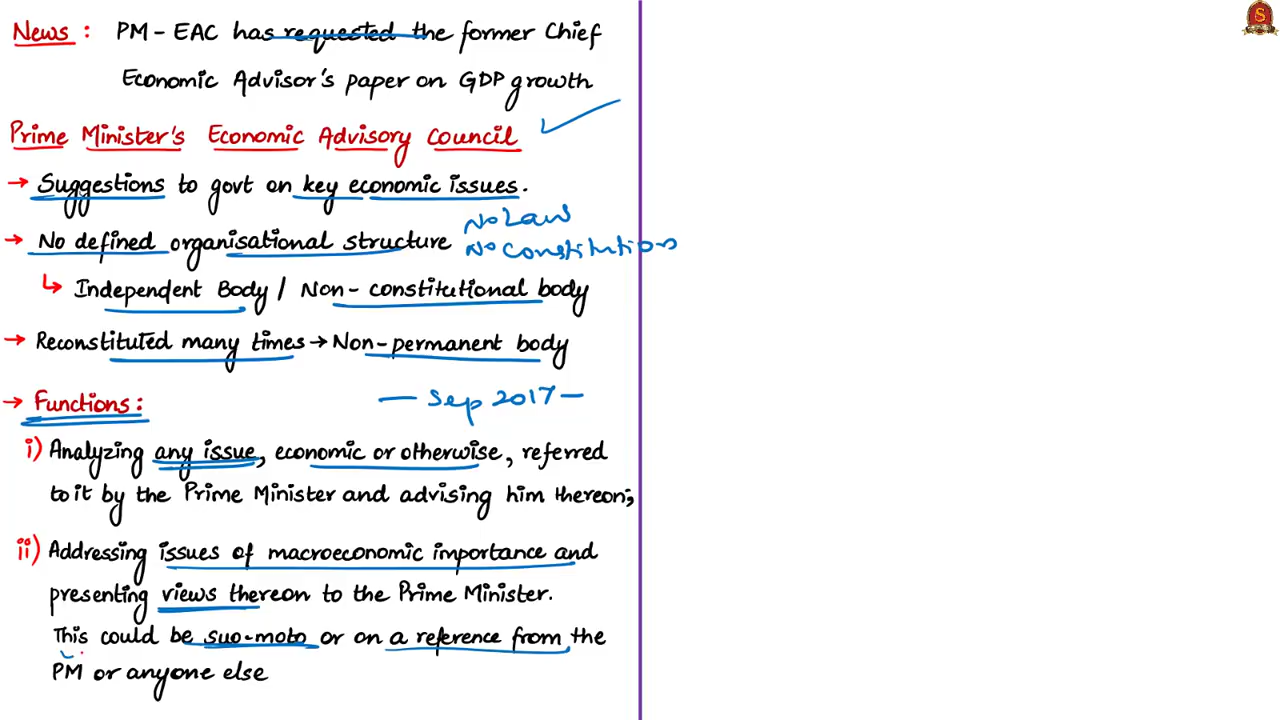 News : PM - EAC has requested the former Chief
Economic Advisor's paper on GDP growth
Prime Minister's Economic Advisory Council
→ Suggestions to govt on key economic issues.
No Law
→ No defined organisational structure
No constitutions
↳ Independent Body / Non- constitutional body
→ Reconstituted many times → Non-permanent body
→ Functions:
— Sep 2017 —
i) Analyzing any issue, economic or otherwise, referred
to it by the Prime Minister and advising him thereon;
ii) Addressing issues of macroeconomic importance and
presenting views thereon to the Prime Minister.
This could be suo-moto or on a reference from the
PM or anyone else
S